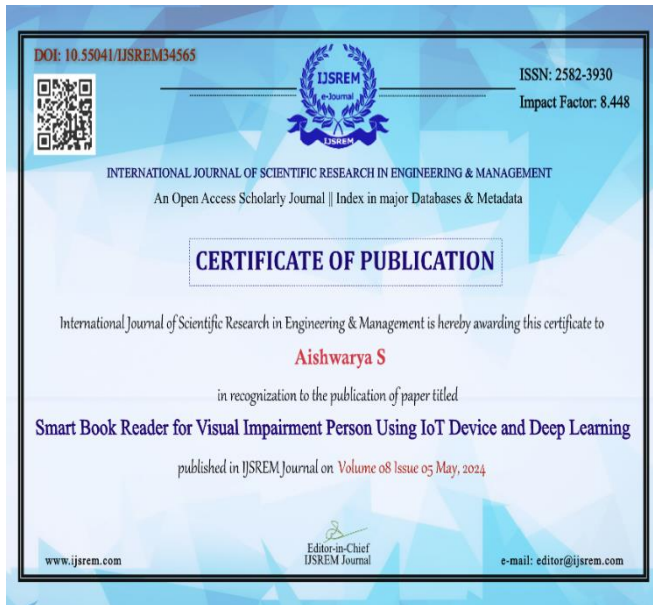 DOI: 10.55041/IJSREM34565
IJSREM
e-Journal
IJSREM
ISSN: 2582-3930
Impact Factor: 8.448
INTERNATIONAL JOURNAL OF SCIENTIFIC RESEARCH IN ENGINEERING & MANAGEMENT
An Open Access Scholarly Journal || Index in major Databases & Metadata
CERTIFICATE OF PUBLICATION
International Journal of Scientific Research in Engineering & Management is hereby awarding this certificate to
Aishwarya S
in recognization to the publication of paper titled
Smart Book Reader for Visual Impairment Person Using IoT Device and Deep Learning
published in IJSREM Journal on Volume 08 Issue 05 May, 2024
www.ijsrem.com
Editor-in-Chief
IJSREM Journal
e-mail: editor@ijsrem.com